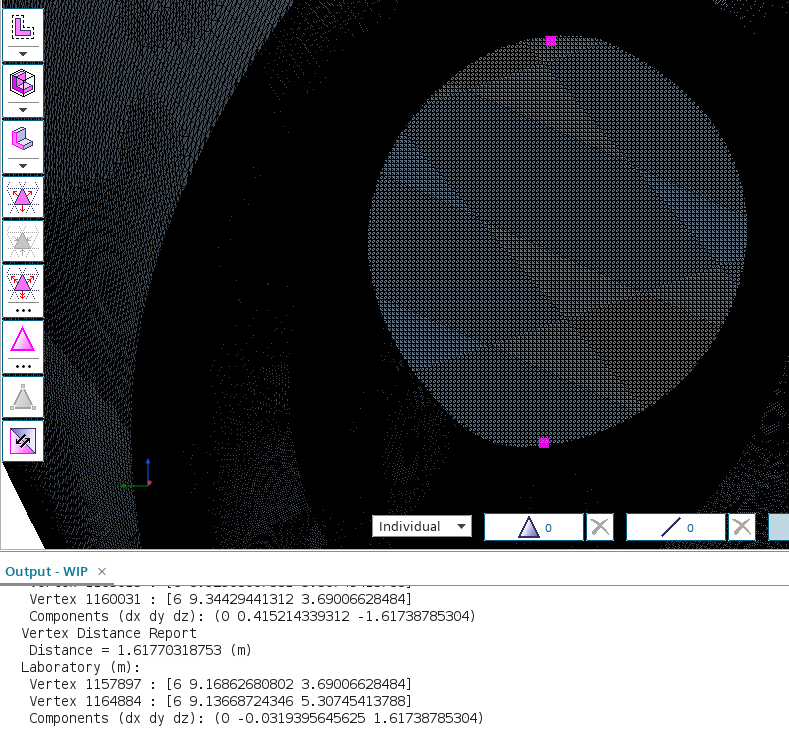 Individual
0
0
Output - WIP ×
Vertex 1160031 : [6 9.34429441312 3.69006628484]
Components (dx dy dz): (0 0.415214339312 -1.61738785304)
Vertex Distance Report
Distance = 1.61770318753 (m)
Laboratory (m):
Vertex 1157897 : [6 9.16862680802 3.69006628484]
Vertex 1164884 : [6 9.13668724346 5.30745413788]
Components (dx dy dz): (0 -0.0319395645625 1.61738785304)